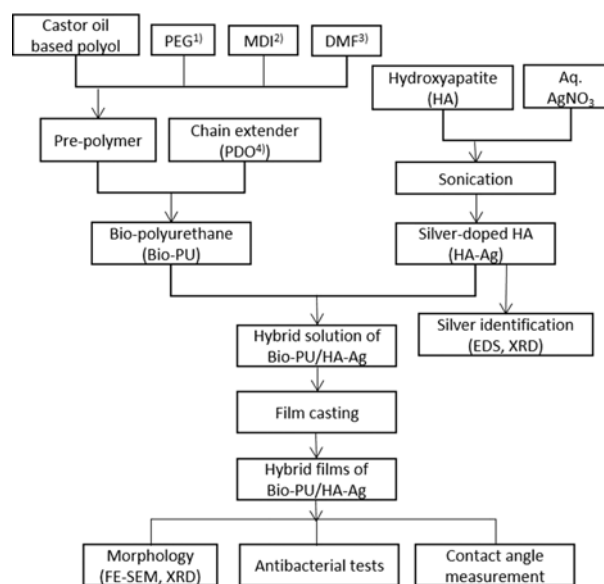 Castor oil
based polyol
PEG¹⁾
MDI²⁾
DMF³⁾
Hydroxyapatite
(HA)
Aq.
AgNO₃
Pre-polymer
Chain extender
(PDO⁴⁾)
Sonication
Bio-polyurethane
(Bio-PU)
Silver-doped HA
(HA-Ag)
Silver identification
(EDS, XRD)
Hybrid solution of
Bio-PU/HA-Ag
Film casting
Hybrid films of
Bio-PU/HA-Ag
Morphology
(FE-SEM, XRD)
Antibacterial tests
Contact angle
measurement